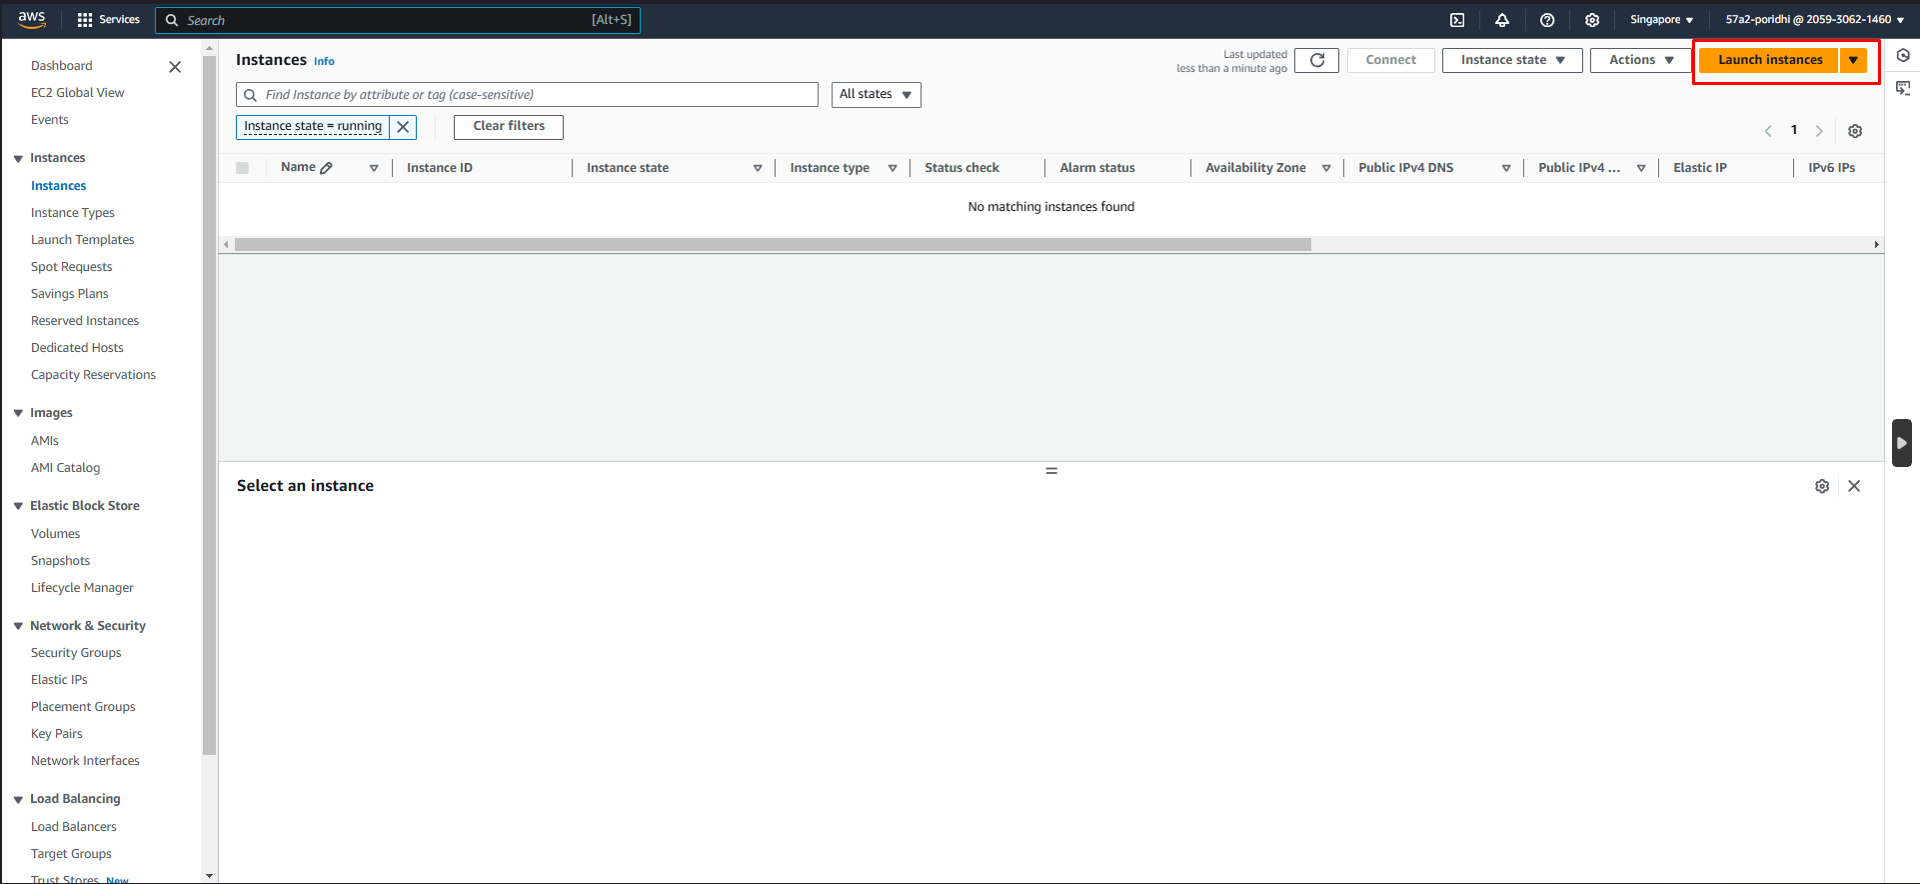 aws
Services
Search
[Alt+S]
Singapore
57a2-poridhi @ 2059-3062-1460
Dashboard
EC2 Global View
Events
Instances
Instances
Instance Types
Launch Templates
Spot Requests
Savings Plans
Reserved Instances
Dedicated Hosts
Capacity Reservations
Images
AMIs
AMI Catalog
Elastic Block Store
Volumes
Snapshots
Lifecycle Manager
Network & Security
Security Groups
Elastic IPs
Placement Groups
Key Pairs
Network Interfaces
Load Balancing
Load Balancers
Target Groups
Trust Stores New
Instances Info
Last updated
less than a minute ago
Connect
Instance state
Actions
Launch instances
Find Instance by attribute or tag (case-sensitive)
All states
Instance state = running
Clear filters
1
Name
Instance ID
Instance state
Instance type
Status check
Alarm status
Availability Zone
Public IPv4 DNS
Public IPv4 ...
Elastic IP
IPv6 IPs
No matching instances found
Select an instance